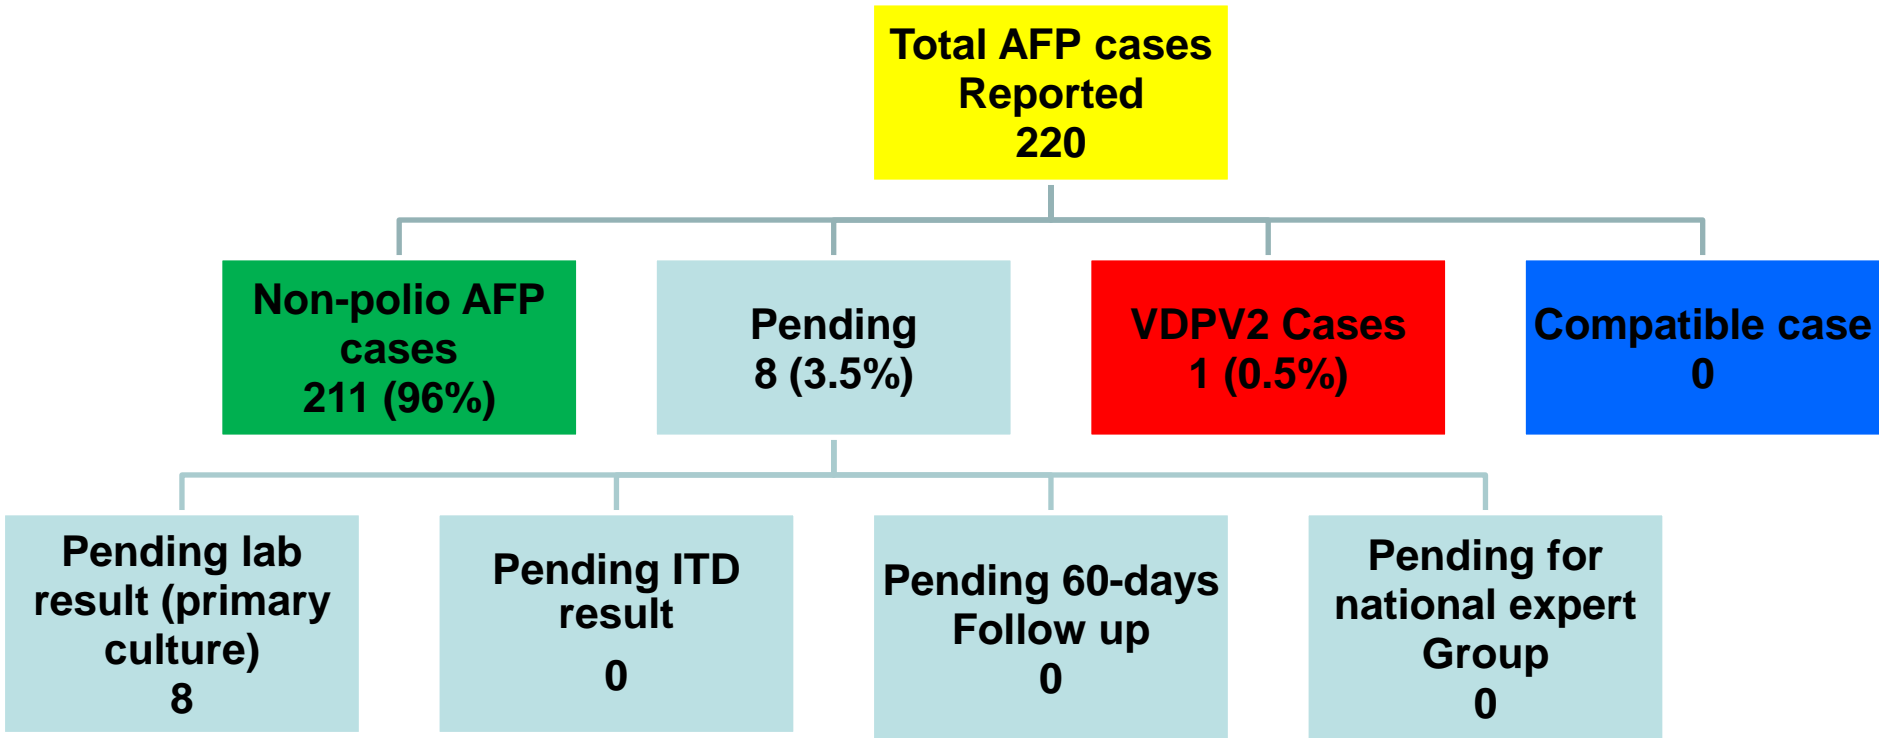 Total AFP cases
Reported
220
Non-polio AFP
cases
211 (96%)
Pending
8 (3.5%)
VDPV2 Cases
1 (0.5%)
Compatible case
0
Pending lab
result (primary
culture)
8
Pending ITD
result
0
Pending 60-days
Follow up
0
Pending for
national expert
Group
0